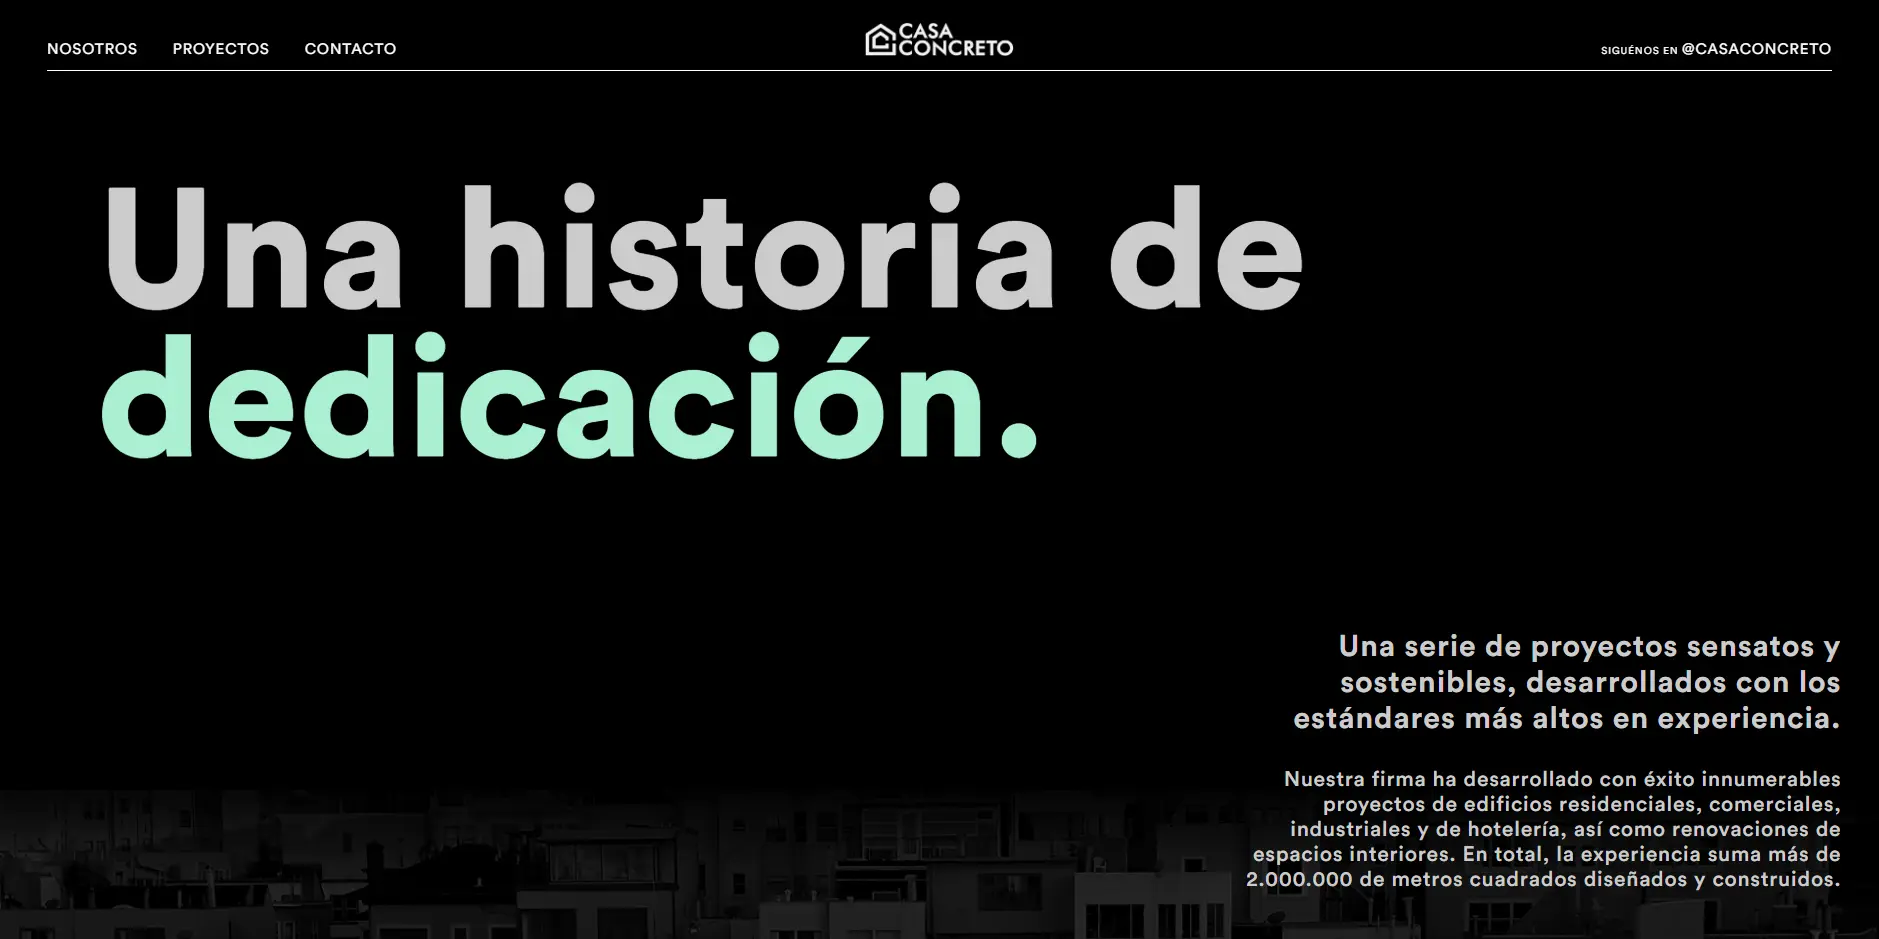 NOSOTROS PROYECTOS CONTACTO
CASA
CONCRETO
SIGUÉNOS EN @CASACONCRETO
Una historia de
dedicación.
Una serie de proyectos sensatos y
sostenibles, desarrollados con los
estándares más altos en experiencia.
Nuestra firma ha desarrollado con éxito innumerables
proyectos de edificios residenciales, comerciales,
industriales y de hotelería, así como renovaciones de
espacios interiores. En total, la experiencia suma más de
2.000.000 de metros cuadrados diseñados y construidos.